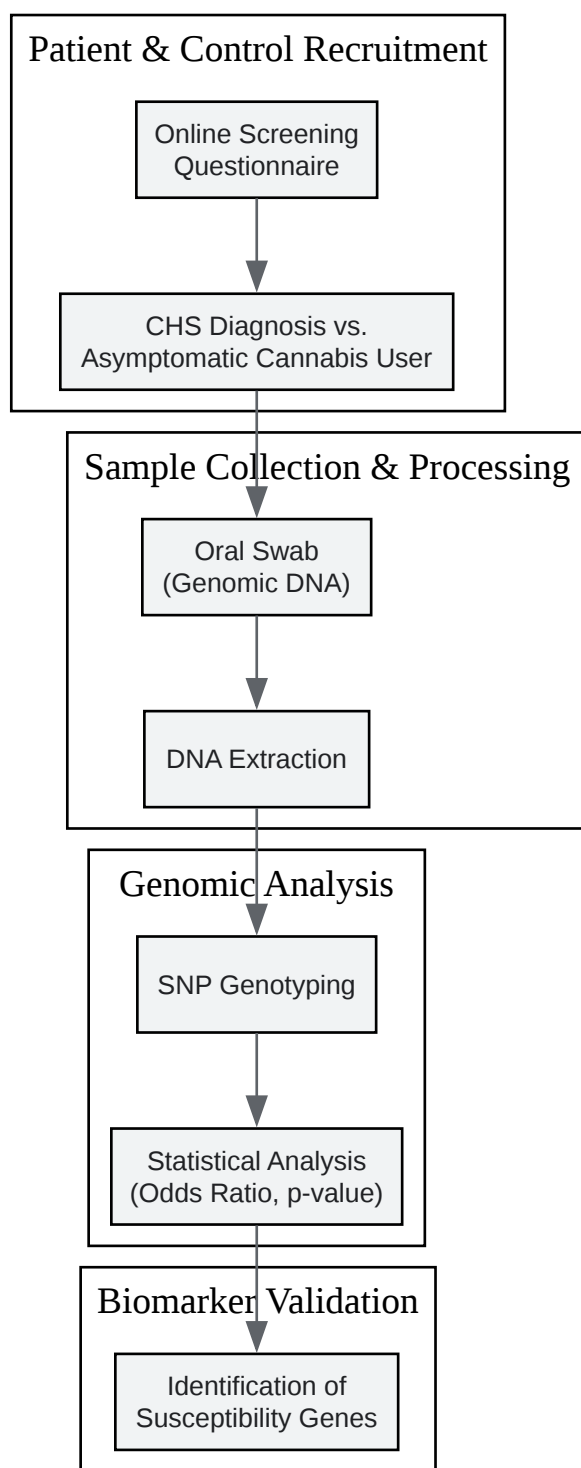 Patient & Control Recruitment
Online Screening
Questionnaire
CHS Diagnosis vs.
Asymptomatic Cannabis User
Sample Collection & Processing
Oral Swab
(Genomic DNA)
DNA Extraction
Genomic Analysis
SNP Genotyping
Statistical Analysis
(Odds Ratio, p-value)
Biomarker Validation
Identification of
Susceptibility Genes